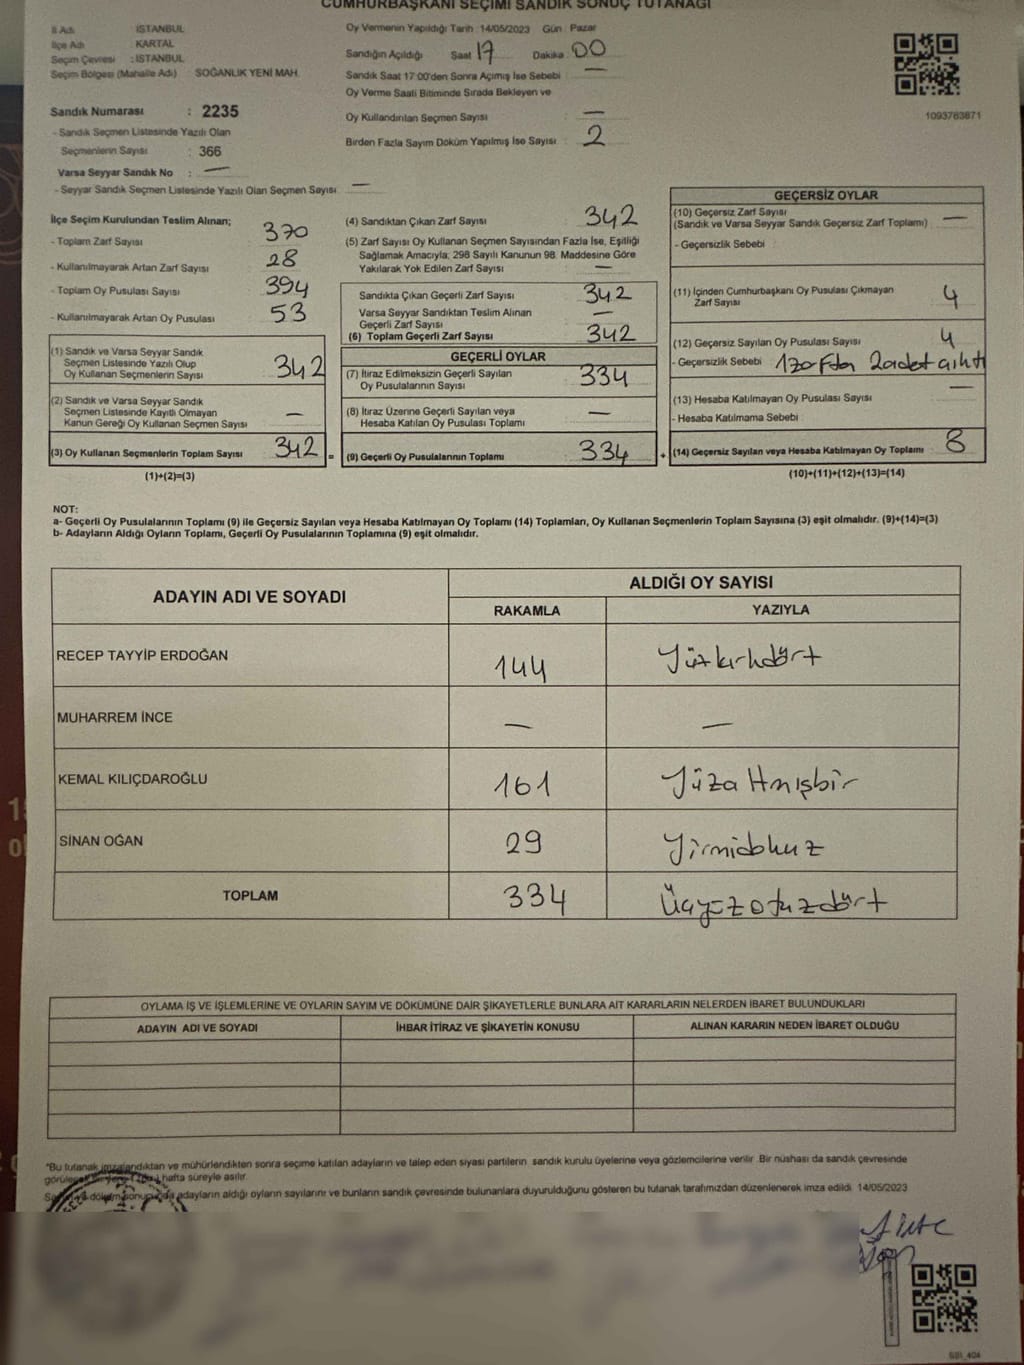 CUMHURBAŞKANI SEÇİMİ SANDIK SONUÇ TUTANAĞI
İl Adı : İSTANBUL
İlçe Adı : KARTAL
Seçim Çevresi : İSTANBUL
Seçim Bölgesi (Mahalle Adı) SOĞANLIK YENİ MAH.
Sandık Numarası : 2235
- Sandık Seçmen Listesinde Yazılı Olan
Seçmenlerin Sayısı : 366
Varsa Seyyar Sandık No : —
- Seyyar Sandık Seçmen Listesinde Yazılı Olan Seçmen Sayısı —
Oy Vermenin Yapıldığı Tarih : 14/05/2023 Gün : Pazar
Sandığın Açıldığı Saat 17 Dakika 00
Sandık Saat 17:00'den Sonra Açımış İse Sebebi —
Oy Verme Saati Bitiminde Sırada Bekleyen ve
Oy Kullandırılan Seçmen Sayısı : —
Birden Fazla Sayım Döküm Yapılmış İse Sayısı : 2
1093763871
İlçe Seçim Kurulundan Teslim Alınan;
- Toplam Zarf Sayısı 370
- Kullanılmayarak Artan Zarf Sayısı 28
- Toplam Oy Pusulası Sayısı 394
- Kullanılmayarak Artan Oy Pusulası 53
(1) Sandık ve Varsa Seyyar Sandık
Seçmen Listesinde Yazılı Olup
Oy Kullanan Seçmenlerin Sayısı 342
(2) Sandık ve Varsa Seyyar Sandık
Seçmen Listesinde Kayıtlı Olmayan
Kanun Gereği Oy Kullanan Seçmen Sayısı —
(3) Oy Kullanan Seçmenlerin Toplam Sayısı 342 =
(1)+(2)=(3)
(4) Sandıktan Çıkan Zarf Sayısı 342
(5) Zarf Sayısı Oy Kullanan Seçmen Sayısından Fazla İse, Eşitliği
Sağlamak Amacıyla; 298 Sayılı Kanunun 98. Maddesine Göre
Yakılarak Yok Edilen Zarf Sayısı : —
Sandıkta Çıkan Geçerli Zarf Sayısı 342
Varsa Seyyar Sandıktan Teslim Alınan
Geçerli Zarf Sayısı —
(6) Toplam Geçerli Zarf Sayısı 342
GEÇERLİ OYLAR
(7) İtiraz Edilmeksizin Geçerli Sayılan
Oy Pusulalarının Sayısı 334
(8) İtiraz Üzerine Geçerli Sayılan veya
Hesaba Katılan Oy Pusulası Toplamı —
(9) Geçerli Oy Pusulalarının Toplamı 334 +
GEÇERSİZ OYLAR
(10) Geçersiz Zarf Sayısı
(Sandık ve Varsa Seyyar Sandık Geçersiz Zarf Toplamı) —
- Geçersizlik Sebebi :
(11) İçinden Cumhurbaşkanı Oy Pusulası Çıkmayan
Zarf Sayısı 4
(12) Geçersiz Sayılan Oy Pusulası Sayısı 4
- Geçersizlik Sebebi : 2 adet çıktı
(13) Hesaba Katılmayan Oy Pusulası Sayısı —
- Hesaba Katılmama Sebebi :
(14) Geçersiz Sayılan veya Hesaba Katılmayan Oy Toplamı 8
(10)+(11)+(12)+(13)=(14)
NOT:
a- Geçerli Oy Pusulalarının Toplamı (9) ile Geçersiz Sayılan veya Hesaba Katılmayan Oy Toplamı (14) Toplamları, Oy Kullanan Seçmenlerin Toplam Sayısına (3) eşit olmalıdır. (9)+(14)=(3)
b- Adayların Aldığı Oyların Toplamı, Geçerli Oy Pusulalarının Toplamına (9) eşit olmalıdır.
ADAYIN ADI VE SOYADI ALDIĞI OY SAYISI
RAKAMLA YAZIYLA
RECEP TAYYİP ERDOĞAN 144 Yüzkırkdört
MUHARREM İNCE — —
KEMAL KILIÇDAROĞLU 161 Yüzaltmışbir
SİNAN OĞAN 29 Yirmidokuz
TOPLAM 334 Üçyüzotuzdört
OYLAMA İŞ VE İŞLEMLERİNE VE OYLARIN SAYIM VE DÖKÜMÜNE DAİR ŞİKAYETLERLE BUNLARA AİT KARARLARIN NELERDEN İBARET BULUNDUKLARI
ADAYIN ADI VE SOYADI İHBAR İTİRAZ VE ŞİKAYETİN KONUSU ALINAN KARARIN NEDEN İBARET OLDUĞU
*Bu tutanak imzalandıktan ve mühürlendikten sonra seçime katılan adayların ve talep eden siyasi partilerin sandık kurulu üyelerine veya gözlemcilerine verilir. Bir nüshası da sandık çevresinde
hafta süreyle asılır.
döküm sonucunda adayların aldığı oyların sayılarını ve bunların sandık çevresinde bulunanlara duyurulduğunu gösteren bu tutanak tarafımızdan düzenlenerek imza edildi. 14/05/2023